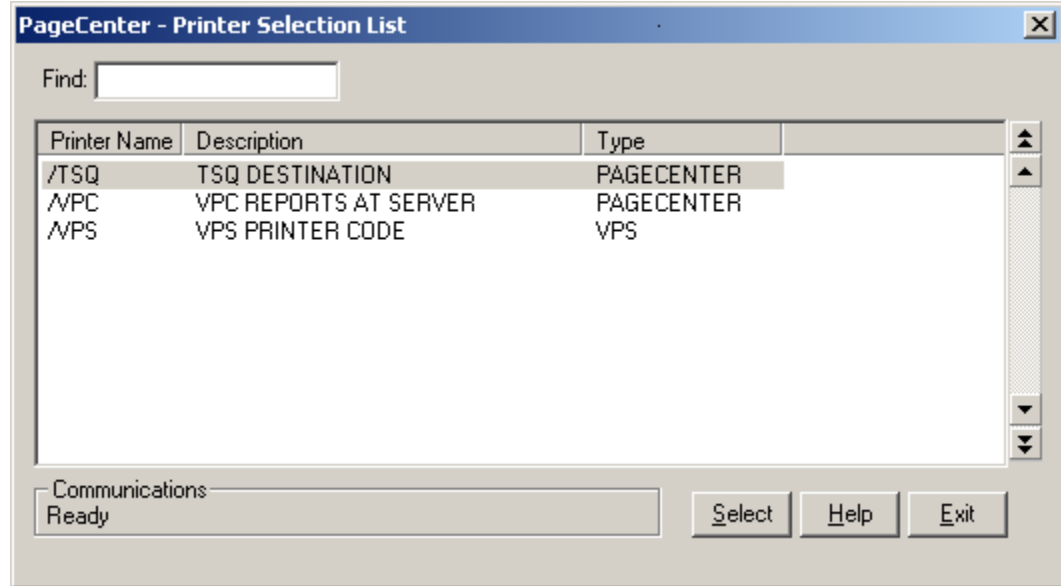 PageCenter - Printer Selection List
Find:
Printer Name Description Type
/TSQ TSQ DESTINATION PAGECENTER
/VPC VPC REPORTS AT SERVER PAGECENTER
/VPS VPS PRINTER CODE VPS
Communications
Ready
Select Help Exit